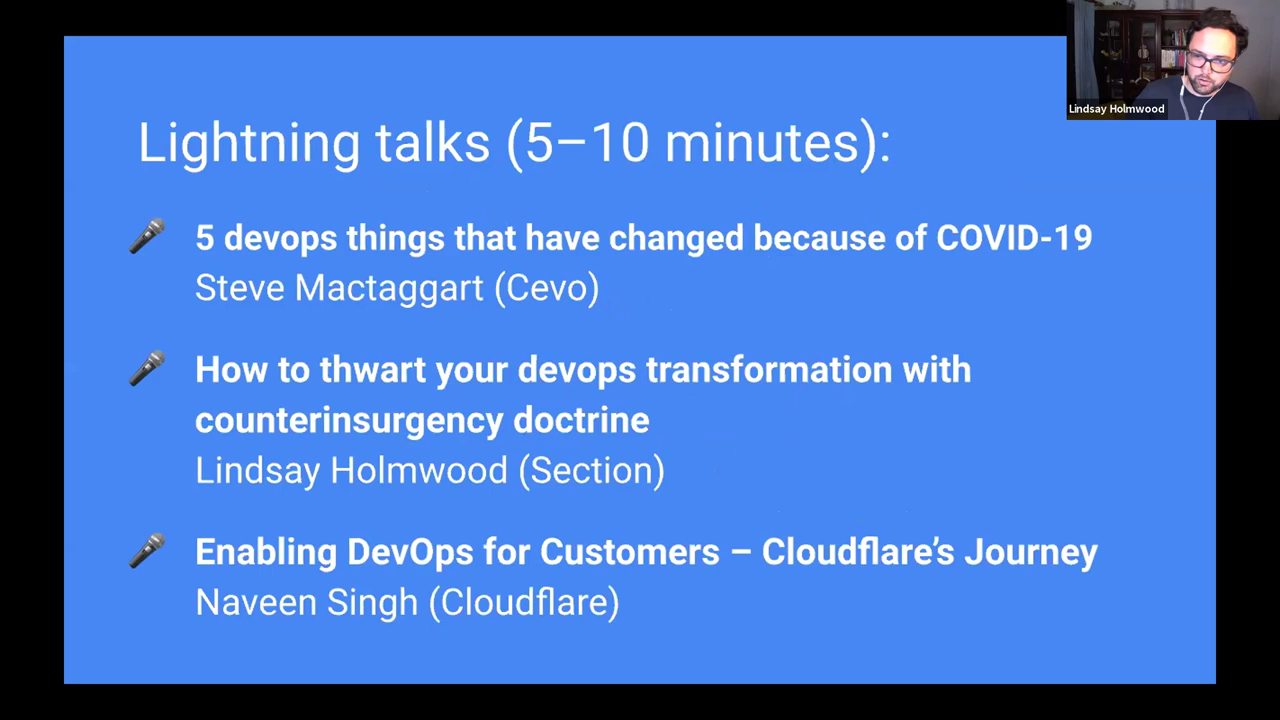 Lindsay Holmwood
Lightning talks (5–10 minutes):
5 devops things that have changed because of COVID-19
Steve Mactaggart (Cevo)
How to thwart your devops transformation with
counterinsurgency doctrine
Lindsay Holmwood (Section)
Enabling DevOps for Customers – Cloudflare’s Journey
Naveen Singh (Cloudflare)